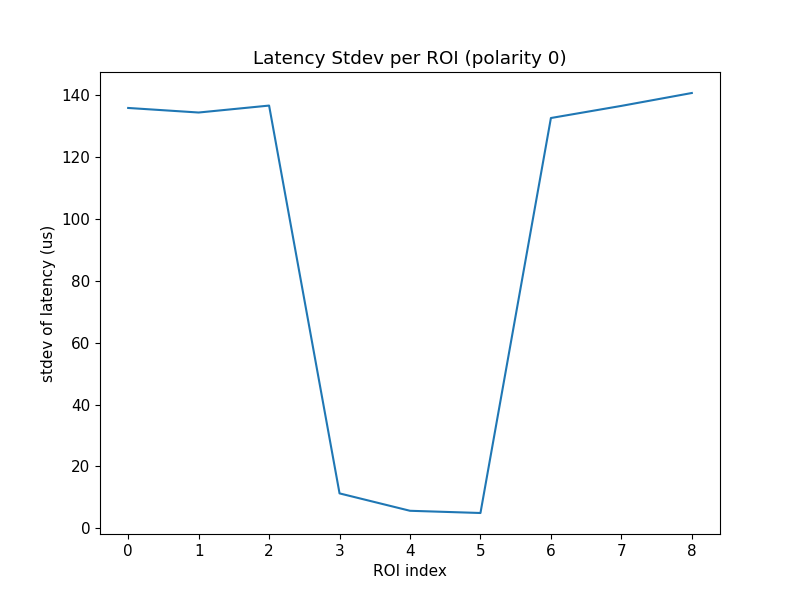 Latency Stdev per ROI (polarity 0)
140
120
100
80
60
40
20
0
stdev of latency (us)
0 1 2 3 4 5 6 7 8
ROI index